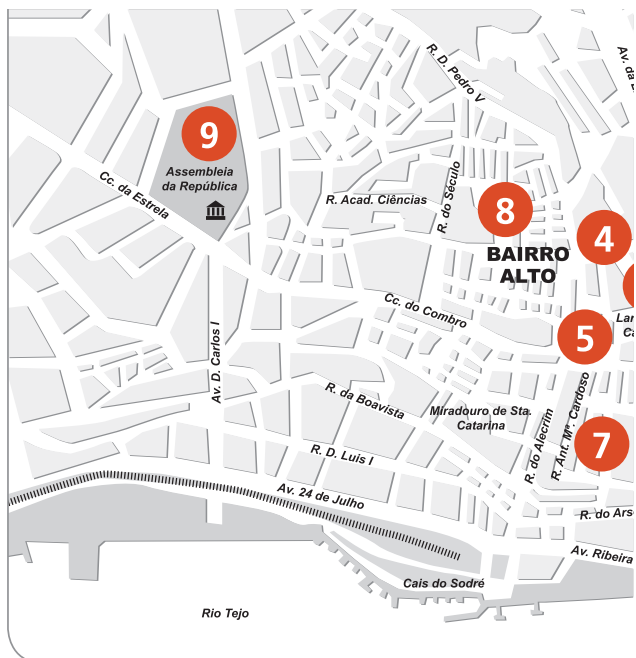 R. D. Pedro V
9
Assembleia
da República
Cc. da Estrela
R. Acad. Ciências
R. do Século
8
4
BAIRRO
ALTO
Cc. do Combro
5
Av. D. Carlos I
R. da Boavista
Miradouro de Sta.
Catarina
R. do Alecrim
R. Ant. Mª. Cardoso
7
R. D. Luis I
Av. 24 de Julho
Av. Ribeira
Cais do Sodré
Rio Tejo